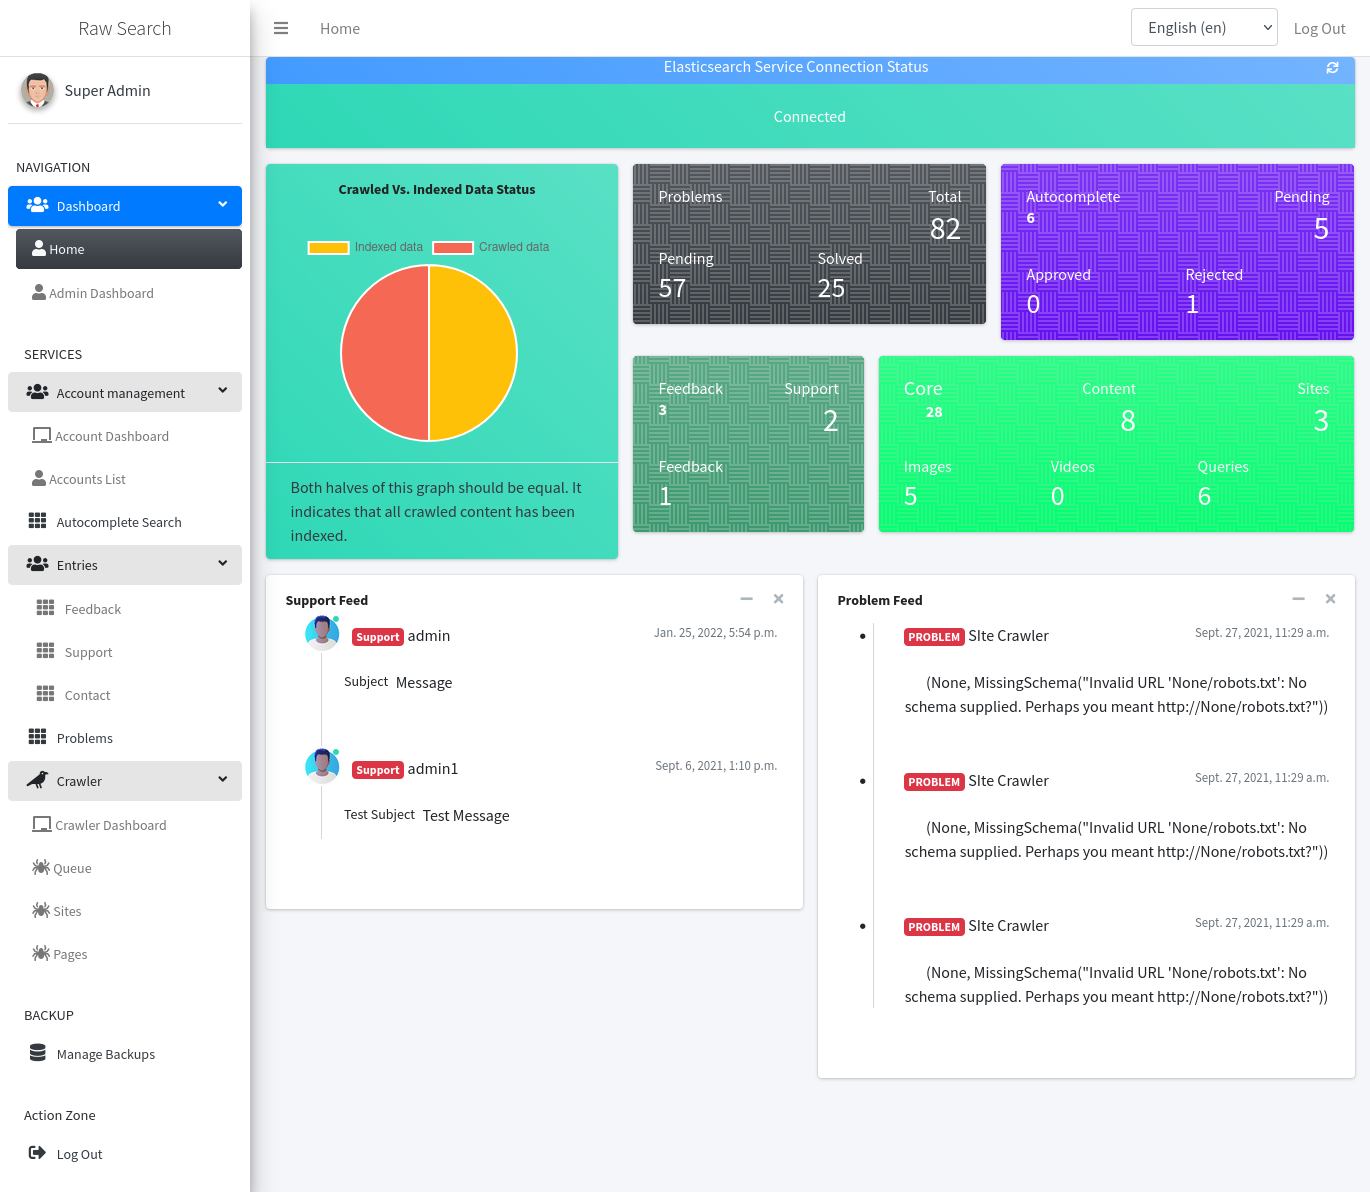 Raw Search
Home
English (en)
Log Out
Super Admin
NAVIGATION
Dashboard
Home
Admin Dashboard
SERVICES
Account management
Account Dashboard
Accounts List
Autocomplete Search
Entries
Feedback
Support
Contact
Problems
Crawler
Crawler Dashboard
Queue
Sites
Pages
BACKUP
Manage Backups
Action Zone
Log Out
Elasticsearch Service Connection Status
Connected
Crawled Vs. Indexed Data Status
Indexed data
Crawled data
Both halves of this graph should be equal. It
indicates that all crawled content has been
indexed.
Problems
Total
82
Pending
Solved
57
25
Autocomplete
Pending
6
5
Approved
Rejected
0
1
Feedback
Support
3
2
Feedback
1
Core
Content
Sites
28
8
3
Images
Videos
Queries
5
0
6
Support Feed
Support admin
Jan. 25, 2022, 5:54 p.m.
Subject Message
Support admin1
Sept. 6, 2021, 1:10 p.m.
Test Subject Test Message
Problem Feed
PROBLEM SIte Crawler
Sept. 27, 2021, 11:29 a.m.
(None, MissingSchema("Invalid URL 'None/robots.txt': No
schema supplied. Perhaps you meant http://None/robots.txt?"))
PROBLEM SIte Crawler
Sept. 27, 2021, 11:29 a.m.
(None, MissingSchema("Invalid URL 'None/robots.txt': No
schema supplied. Perhaps you meant http://None/robots.txt?"))
PROBLEM SIte Crawler
Sept. 27, 2021, 11:29 a.m.
(None, MissingSchema("Invalid URL 'None/robots.txt': No
schema supplied. Perhaps you meant http://None/robots.txt?"))